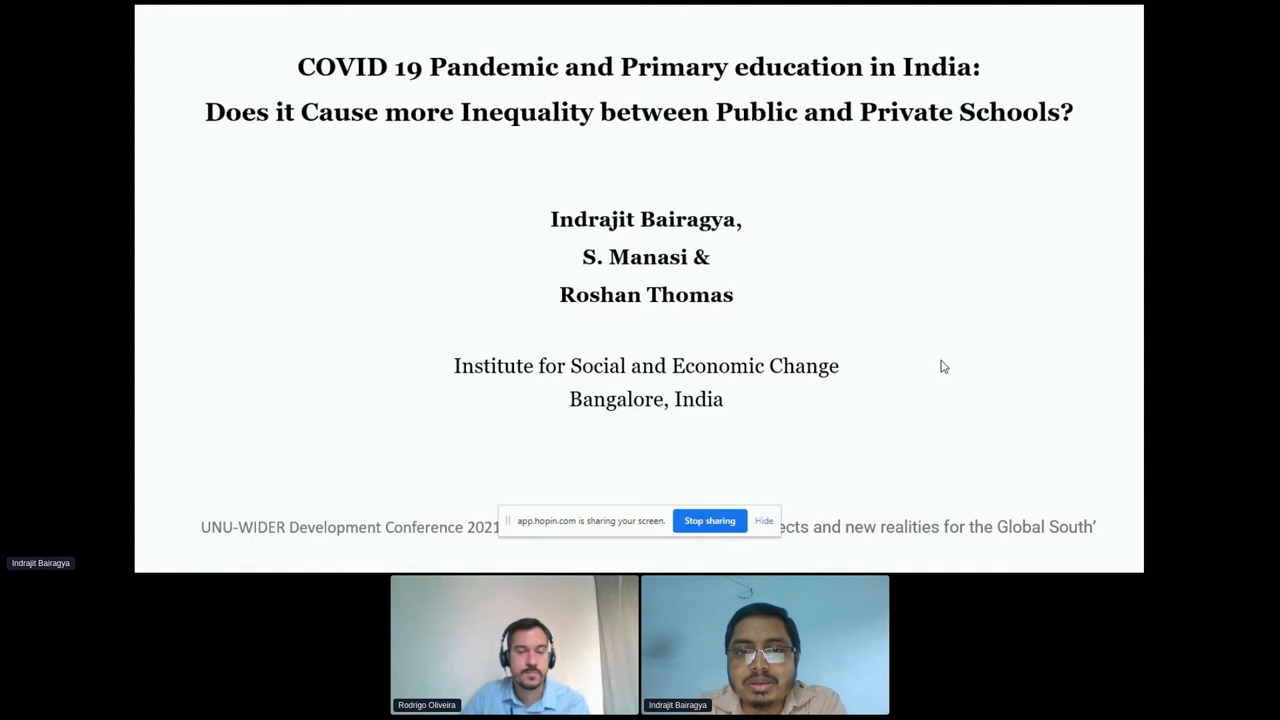 COVID 19 Pandemic and Primary education in India:
Does it Cause more Inequality between Public and Private Schools?
Indrajit Bairagya,
S. Manasi &
Roshan Thomas
Institute for Social and Economic Change
Bangalore, India
UNU-WIDER Development Conference 2021
app.hopin.com is sharing your screen.
Stop sharing
Hide
ects and new realities for the Global South’
Indrajit Bairagya
Rodrigo Oliveira
Indrajit Bairagya